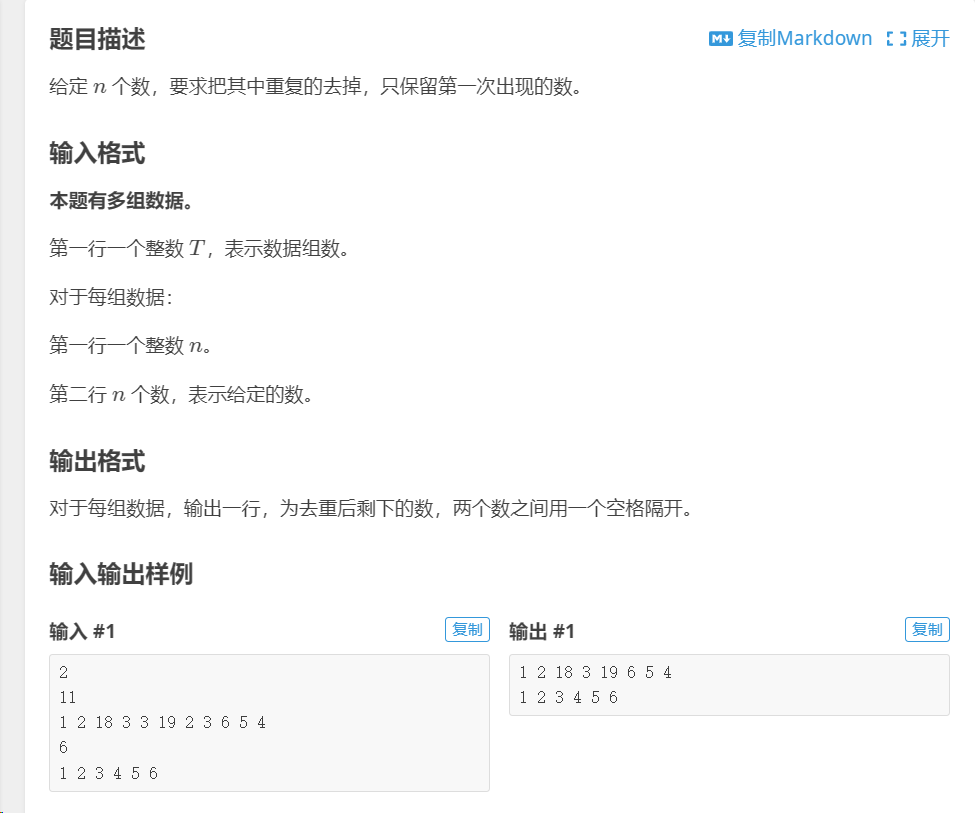 题目描述
复制Markdown 展开
给定 n 个数，要求把其中重复的去掉，只保留第一次出现的数。
输入格式
本题有多组数据。
第一行一个整数 T，表示数据组数。
对于每组数据：
第一行一个整数 n。
第二行 n 个数，表示给定的数。
输出格式
对于每组数据，输出一行，为去重后剩下的数，两个数之间用一个空格隔开。
输入输出样例
输入 #1
复制
2
11
1 2 18 3 3 19 2 3 6 5 4
6
1 2 3 4 5 6
输出 #1
复制
1 2 18 3 19 6 5 4
1 2 3 4 5 6